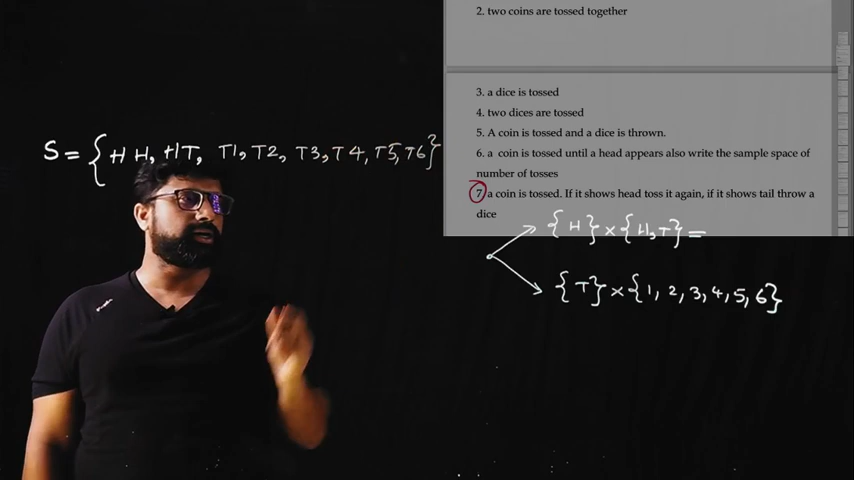 2. two coins are tossed together
3. a dice is tossed
4. two dices are tossed
5. A coin is tossed and a dice is thrown.
6. a coin is tossed until a head appears also write the sample space of
number of tosses
7 a coin is tossed. If it shows head toss it again, if it shows tail throw a
dice
S = { H H, HT, T1, T2, T3, T4, T5, T6}
{H} × {H, T} =
{T} × {1, 2, 3, 4, 5, 6}